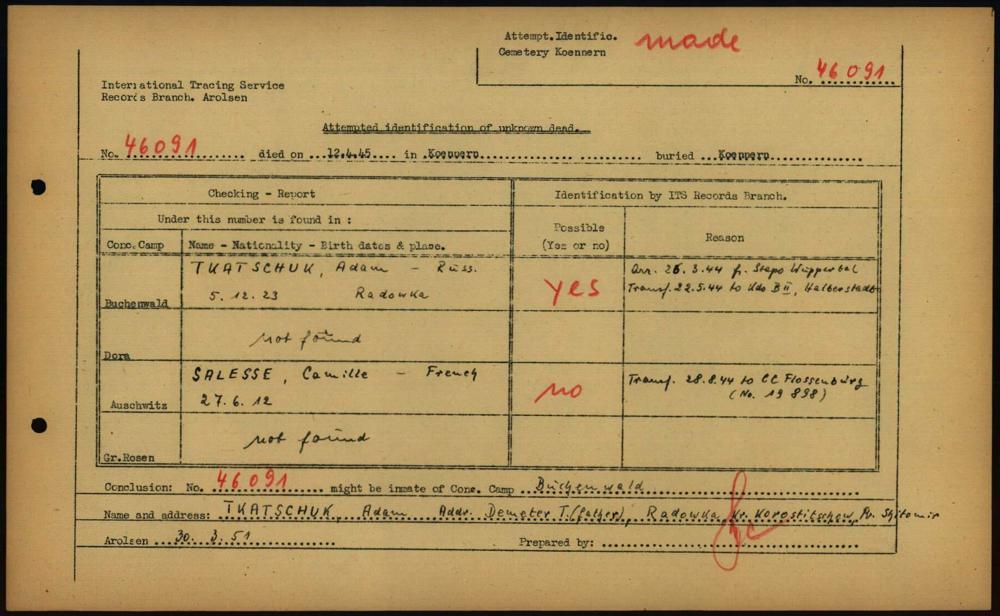 Attempt.Identific.
Cemetery Koennern
made
No. 46091
International Tracing Service
Records Branch. Arolsen
Attempted identification of unknown dead.
No. 46091 died on 12.4.45 in Koennern buried Koennern
Checking - Report
Identification by ITS Records Branch.
Under this number is found in :
Possible
(Yes or no)
Reason
Conc. Camp
Name - Nationality - Birth dates & place.
TKATSCHUK, Adam - Russ.
5.12.23 Radowka
Buchenwald
yes
Arr. 26.3.44 fr. Stapo Wupperbal
Transf. 22.5.44 to Kdo B II, Halberstadt
not found
Dora
SALESSE, Camille - French
27.6.12
Auschwitz
no
Transf. 28.8.44 to CC Flossenbürg
(No. 19 898)
not found
Gr.Rosen
Conclusion: No. 46091 might be inmate of Conc. Camp Buchenwald
Name and address: TKATSCHUK, Adam Addr. Demeter T. (father), Radowka, Kr. Korostitschew, Pr. Shitomir
Arolsen 30.3.51 Prepared by: